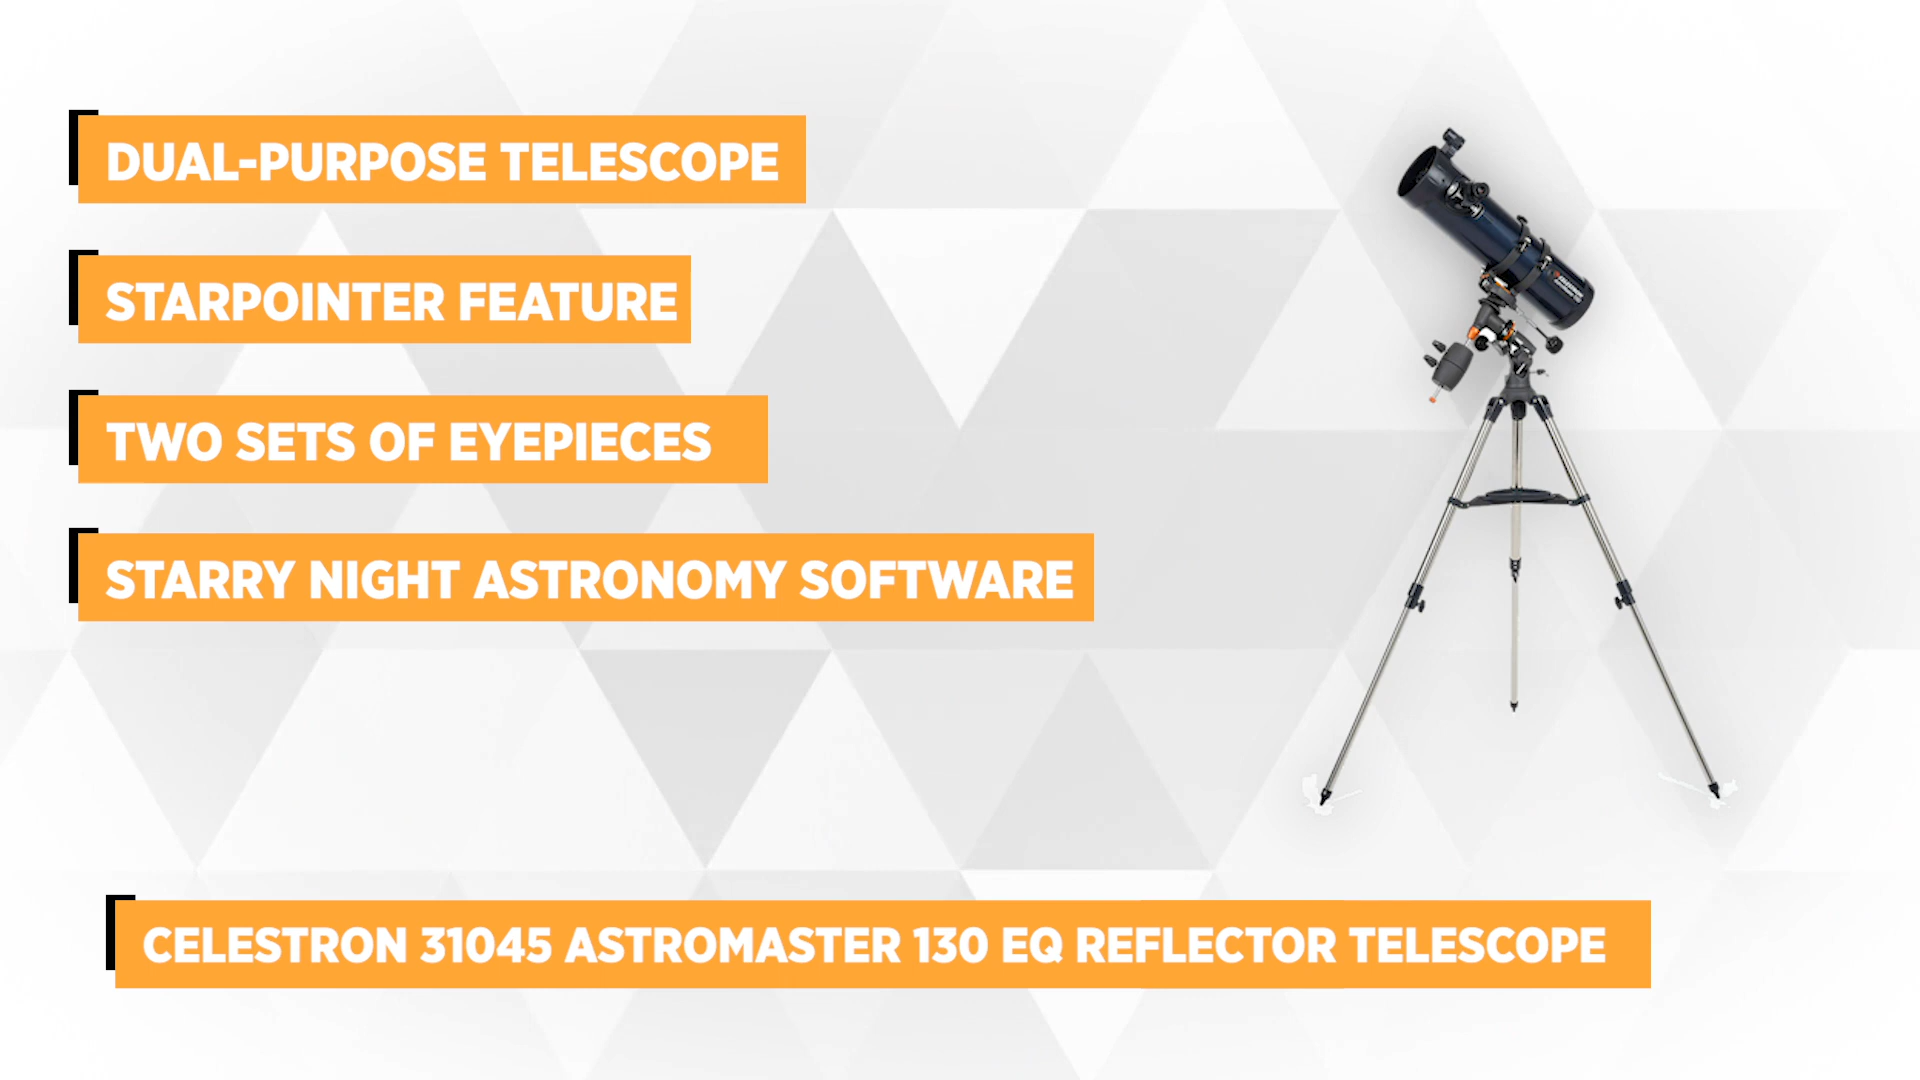 DUAL-PURPOSE TELESCOPE
STARPOINTER FEATURE
TWO SETS OF EYEPIECES
STARRY NIGHT ASTRONOMY SOFTWARE
CELESTRON
CELESTRON 31045 ASTROMASTER 130 EQ REFLECTOR TELESCOPE